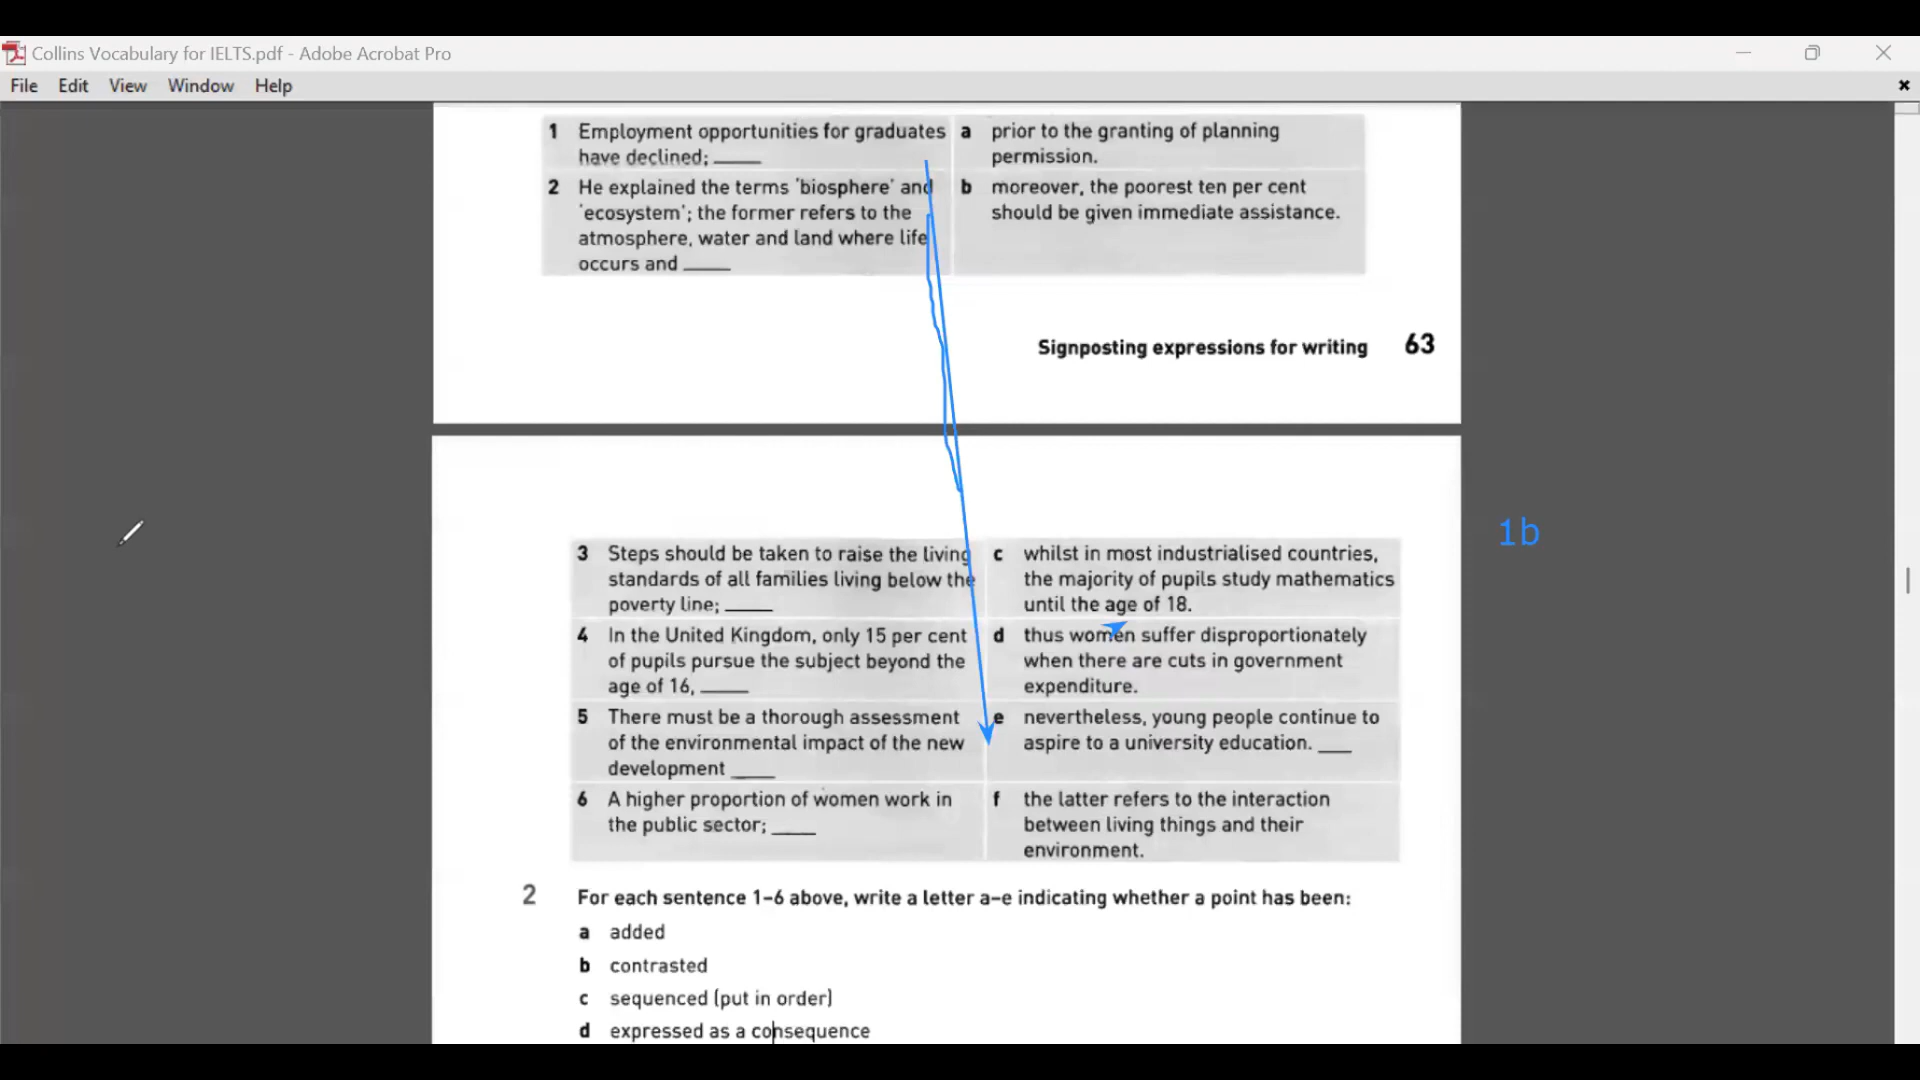 Collins Vocabulary for IELTS.pdf - Adobe Acrobat Pro
File Edit View Window Help
1 Employment opportunities for graduates
have declined; _____
a prior to the granting of planning
permission.
2 He explained the terms 'biosphere' and
'ecosystem'; the former refers to the
atmosphere, water and land where life
occurs and _____
b moreover, the poorest ten per cent
should be given immediate assistance.
Signposting expressions for writing 63
1b
3 Steps should be taken to raise the living
standards of all families living below the
poverty line; _____
c whilst in most industrialised countries,
the majority of pupils study mathematics
until the age of 18.
4 In the United Kingdom, only 15 per cent
of pupils pursue the subject beyond the
age of 16, _____
d thus women suffer disproportionately
when there are cuts in government
expenditure.
5 There must be a thorough assessment
of the environmental impact of the new
development _____
e nevertheless, young people continue to
aspire to a university education. ____
6 A higher proportion of women work in
the public sector; _____
f the latter refers to the interaction
between living things and their
environment.
2 For each sentence 1–6 above, write a letter a–e indicating whether a point has been:
a added
b contrasted
c sequenced (put in order)
d expressed as a consequence